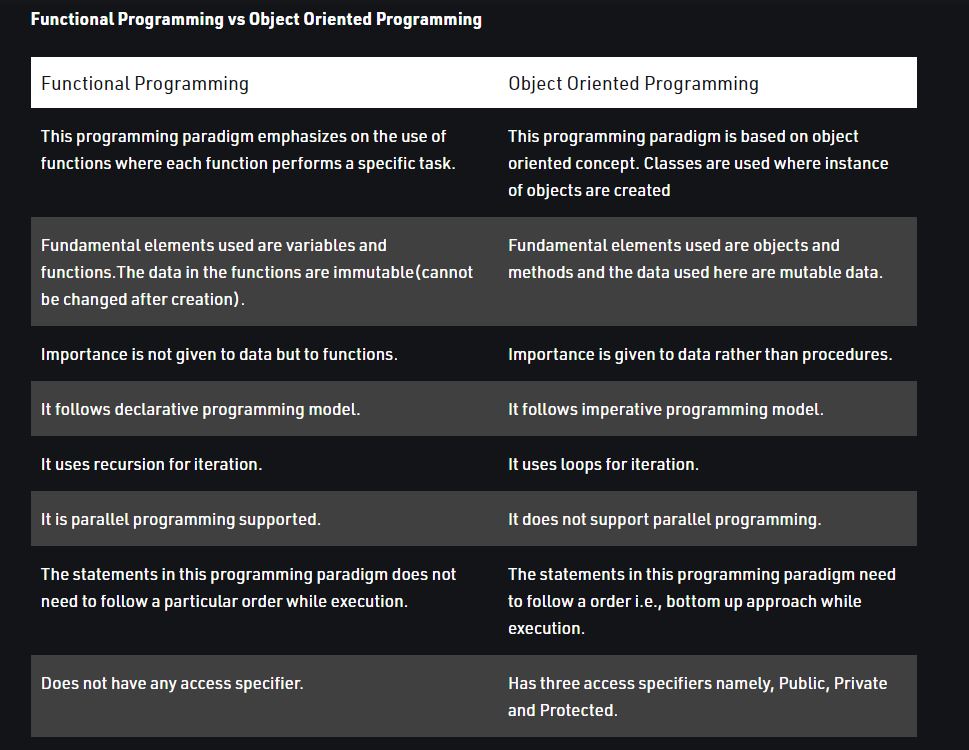 Functional Programming vs Object Oriented Programming
Functional Programming
Object Oriented Programming
This programming paradigm emphasizes on the use of
functions where each function performs a specific task.
This programming paradigm is based on object
oriented concept. Classes are used where instance
of objects are created
Fundamental elements used are variables and
functions.The data in the functions are immutable(cannot
be changed after creation).
Fundamental elements used are objects and
methods and the data used here are mutable data.
Importance is not given to data but to functions.
Importance is given to data rather than procedures.
It follows declarative programming model.
It follows imperative programming model.
It uses recursion for iteration.
It uses loops for iteration.
It is parallel programming supported.
It does not support parallel programming.
The statements in this programming paradigm does not
need to follow a particular order while execution.
The statements in this programming paradigm need
to follow a order i.e., bottom up approach while
execution.
Does not have any access specifier.
Has three access specifiers namely, Public, Private
and Protected.